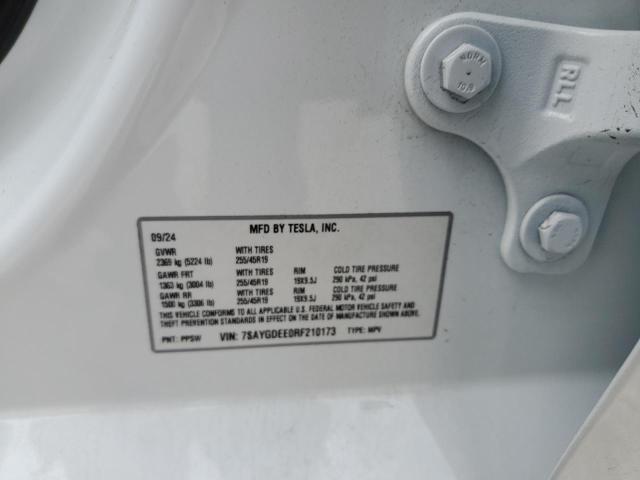 NORM
10.9
RLL
MFD BY TESLA, INC.
09/24
GVWR WITH TIRES
2369 kg (5224 lb) 255/45R19
GAWR FRT WITH TIRES RIM COLD TIRE PRESSURE
1363 kg (3004 lb) 255/45R19 19X9.5J 290 kPa, 42 psi
GAWR RR WITH TIRES RIM COLD TIRE PRESSURE
1500 kg (3306 lb) 255/45R19 19X9.5J 290 kPa, 42 psi
THIS VEHICLE CONFORMS TO ALL APPLICABLE U.S. FEDERAL MOTOR VEHICLE SAFETY AND
THEFT PREVENTION STANDARDS IN EFFECT ON THE DATE OF MANUFACTURE SHOWN ABOVE.
PNT: PPSW VIN: 7SAYGDEE0RF210173 TYPE: MPV